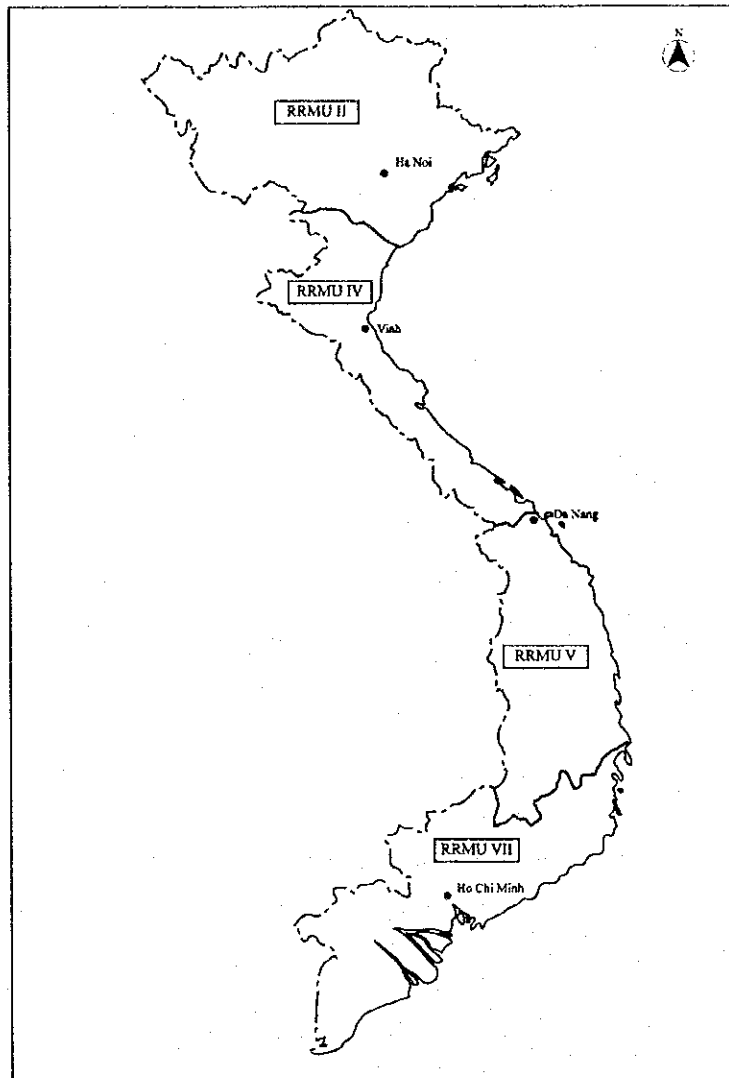 N
RRMU II
Ha Noi
RRMU IV
Vinh
Da Nang
RRMU V
RRMU VII
Ho Chi Minh